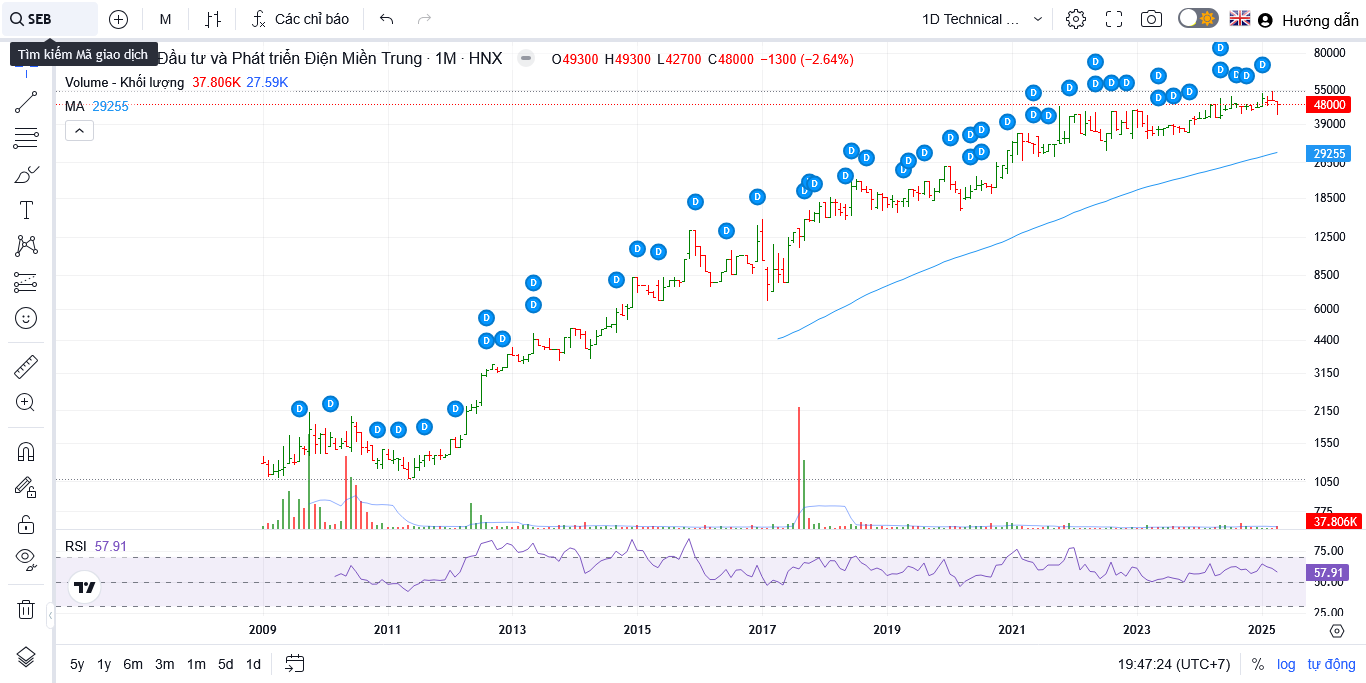 SEB
M
Các chỉ báo
1D Technical ...
Hướng dẫn
Tìm kiếm Mã giao dịch
Đầu tư và Phát triển Điện Miền Trung · 1M · HNX
O49300 H49300 L42700 C48000 −1300 (−2.64%)
Volume - Khối lượng 37.806K 27.59K
MA 29255
80000
55000
48000
39000
29255
26500
18500
12500
8500
6000
4400
3150
2150
1550
1050
775
37.806K
RSI 57.91
75.00
57.91
50.00
25.00
2009 2011 2013 2015 2017 2019 2021 2023 2025
5y 1y 6m 3m 1m 5d 1d
19:47:24 (UTC+7)
% log tự động